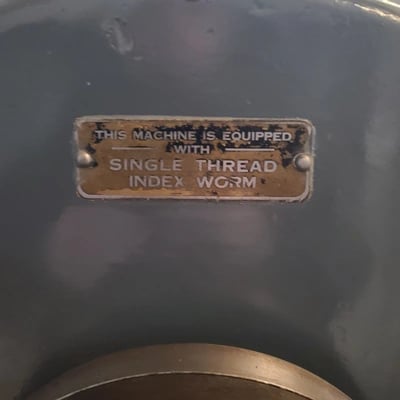 THIS MACHINE IS EQUIPPED
WITH
SINGLE THREAD
INDEX WORM